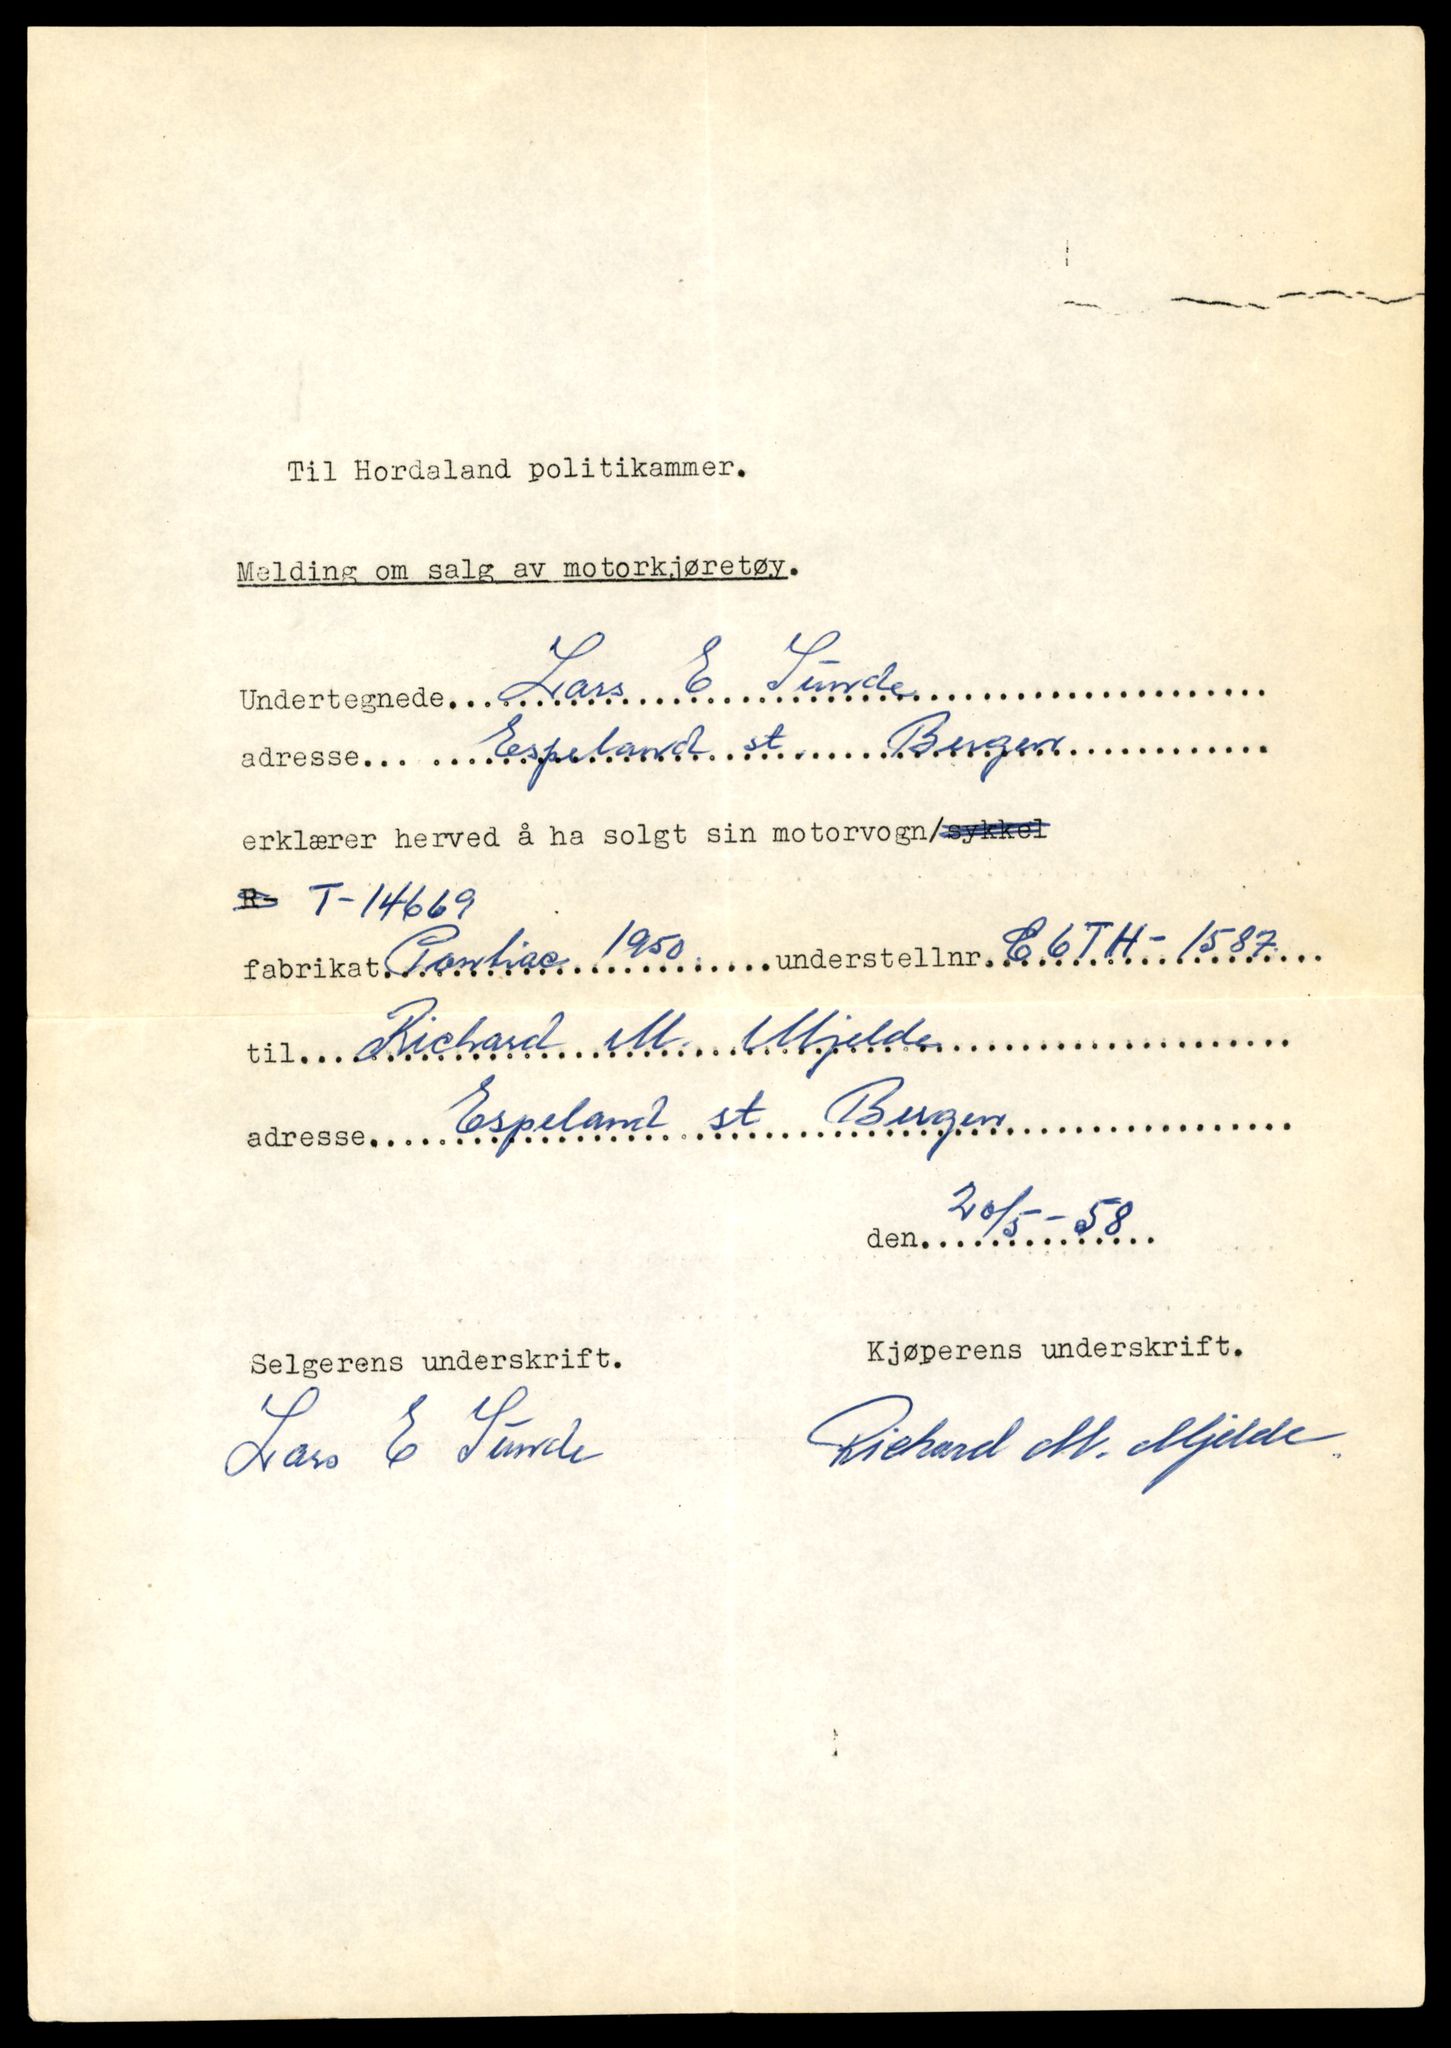 Til Hordaland politikammer.
Melding om salg av motorkjøretøy.
Undertegnede....Lars E Sunde
adresse... Espeland st. Bergen
erklærer herved å ha solgt sin motorvogn/sykkel
R- T-14669
fabrikat Pontiac 1950 understellnr. C6TH-1587
til...Richard M. Mjelde
adresse....Espeland st Bergen
den 20/5-58
Selgerens underskrift. Kjøperens underskrift.
Lars E Sunde Richard M. Mjelde